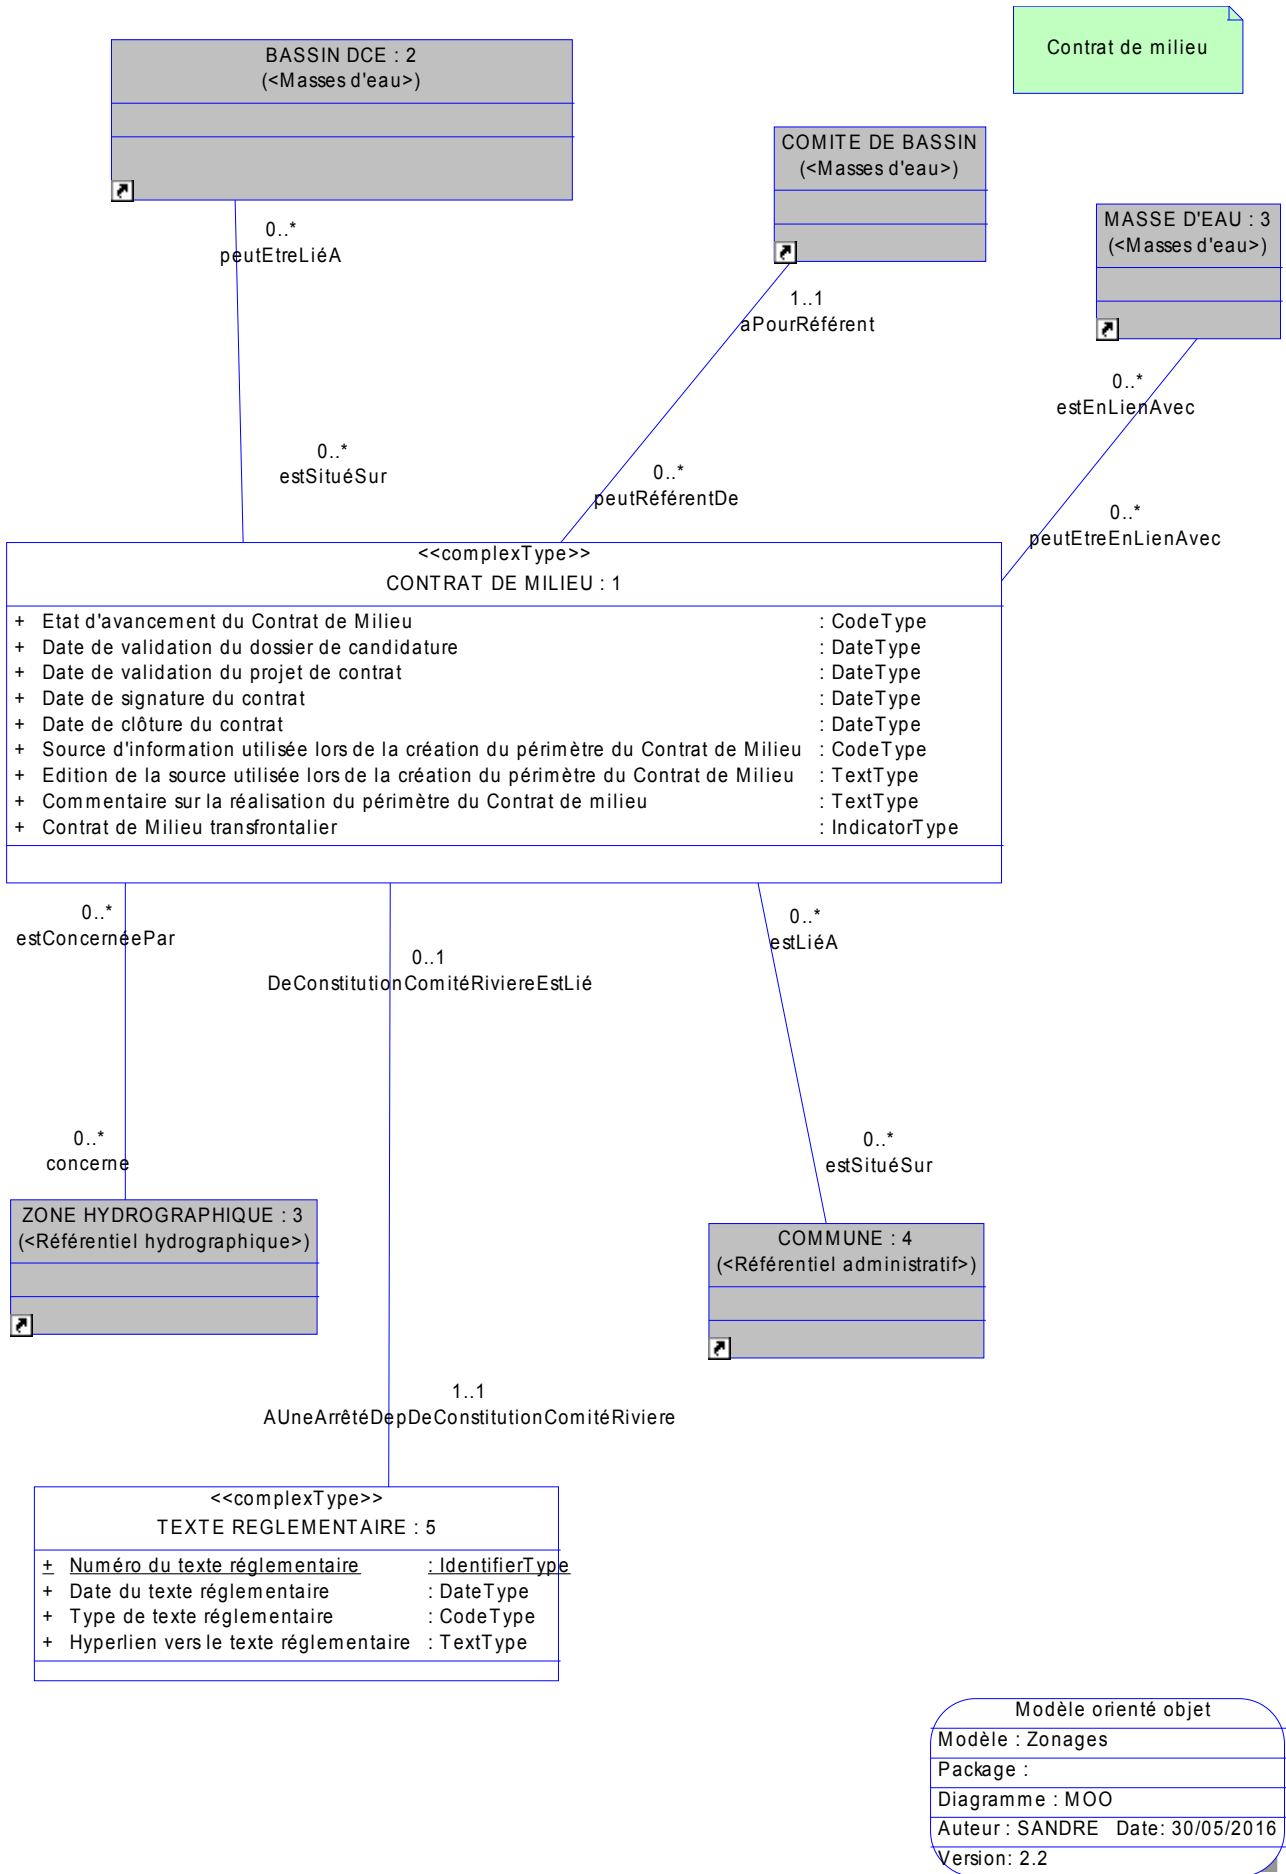 Contrat de milieu
BASSIN DCE : 2
(<Masses d'eau>)
COMITE DE BASSIN
(<Masses d'eau>)
MASSE D'EAU : 3
(<Masses d'eau>)
0..*
peutEtreLiéA
1..1
aPourRéférent
0..*
estEnLienAvec
0..*
estSituéSur
0..*
peutRéférentDe
0..*
peutEtreEnLienAvec
<<complexType>>
CONTRAT DE MILIEU : 1
+ Etat d'avancement du Contrat de Milieu : CodeType
+ Date de validation du dossier de candidature : DateType
+ Date de validation du projet de contrat : DateType
+ Date de signature du contrat : DateType
+ Date de clôture du contrat : DateType
+ Source d'information utilisée lors de la création du périmètre du Contrat de Milieu : CodeType
+ Edition de la source utilisée lors de la création du périmètre du Contrat de Milieu : TextType
+ Commentaire sur la réalisation du périmètre du Contrat de milieu : TextType
+ Contrat de Milieu transfrontalier : IndicatorType
0..*
estConcernéePar
0..1
DeConstitutionComitéRiviereEstLié
0..*
estLiéA
0..*
concerne
0..*
estSituéSur
ZONE HYDROGRAPHIQUE : 3
(<Référentiel hydrographique>)
COMMUNE : 4
(<Référentiel administratif>)
1..1
AUneArrêtéDepDeConstitutionComitéRiviere
<<complexType>>
TEXTE REGLEMENTAIRE : 5
+ Numéro du texte réglementaire : IdentifierType
+ Date du texte réglementaire : DateType
+ Type de texte réglementaire : CodeType
+ Hyperlien vers le texte réglementaire : TextType
Modèle orienté objet
Modèle : Zonages
Package :
Diagramme : MOO
Auteur : SANDRE Date: 30/05/2016
Version: 2.2